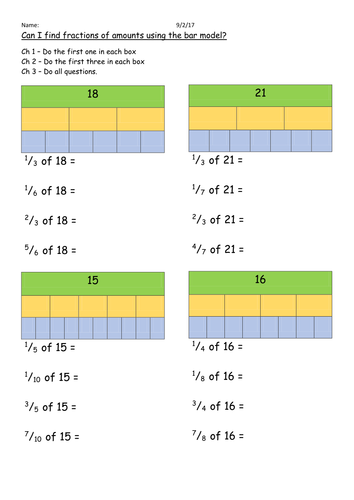 Name: 9/2/17
Can I find fractions of amounts using the bar model?
Ch 1 – Do the first one in each box
Ch 2 – Do the first three in each box
Ch 3 – Do all questions.
18
1/3 of 18 =
1/6 of 18 =
2/3 of 18 =
5/6 of 18 =
21
1/3 of 21 =
1/7 of 21 =
2/3 of 21 =
4/7 of 21 =
15
1/5 of 15 =
1/10 of 15 =
3/5 of 15 =
7/10 of 15 =
16
1/4 of 16 =
1/8 of 16 =
3/4 of 16 =
7/8 of 16 =